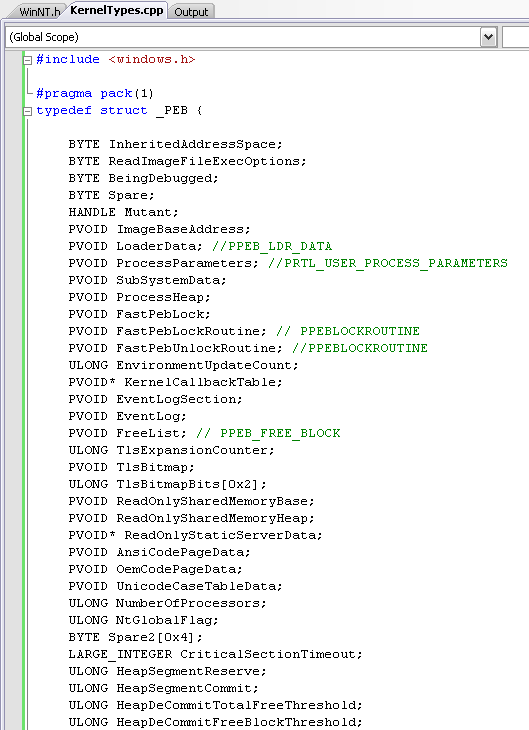 WinNT.h KernelTypes.cpp Output
(Global Scope)
#include <windows.h>
#pragma pack(1)
typedef struct _PEB {
BYTE InheritedAddressSpace;
BYTE ReadImageFileExecOptions;
BYTE BeingDebugged;
BYTE Spare;
HANDLE Mutant;
PVOID ImageBaseAddress;
PVOID LoaderData; //PPEB_LDR_DATA
PVOID ProcessParameters; //PRTL_USER_PROCESS_PARAMETERS
PVOID SubSystemData;
PVOID ProcessHeap;
PVOID FastPebLock;
PVOID FastPebLockRoutine; // PPEBLOCKROUTINE
PVOID FastPebUnlockRoutine; //PPEBLOCKROUTINE
ULONG EnvironmentUpdateCount;
PVOID* KernelCallbackTable;
PVOID EventLogSection;
PVOID EventLog;
PVOID FreeList; // PPEB_FREE_BLOCK
ULONG TlsExpansionCounter;
PVOID TlsBitmap;
ULONG TlsBitmapBits[0x2];
PVOID ReadOnlySharedMemoryBase;
PVOID ReadOnlySharedMemoryHeap;
PVOID* ReadOnlyStaticServerData;
PVOID AnsiCodePageData;
PVOID OemCodePageData;
PVOID UnicodeCaseTableData;
ULONG NumberOfProcessors;
ULONG NtGlobalFlag;
BYTE Spare2[0x4];
LARGE_INTEGER CriticalSectionTimeout;
ULONG HeapSegmentReserve;
ULONG HeapSegmentCommit;
ULONG HeapDeCommitTotalFreeThreshold;
ULONG HeapDeCommitFreeBlockThreshold;